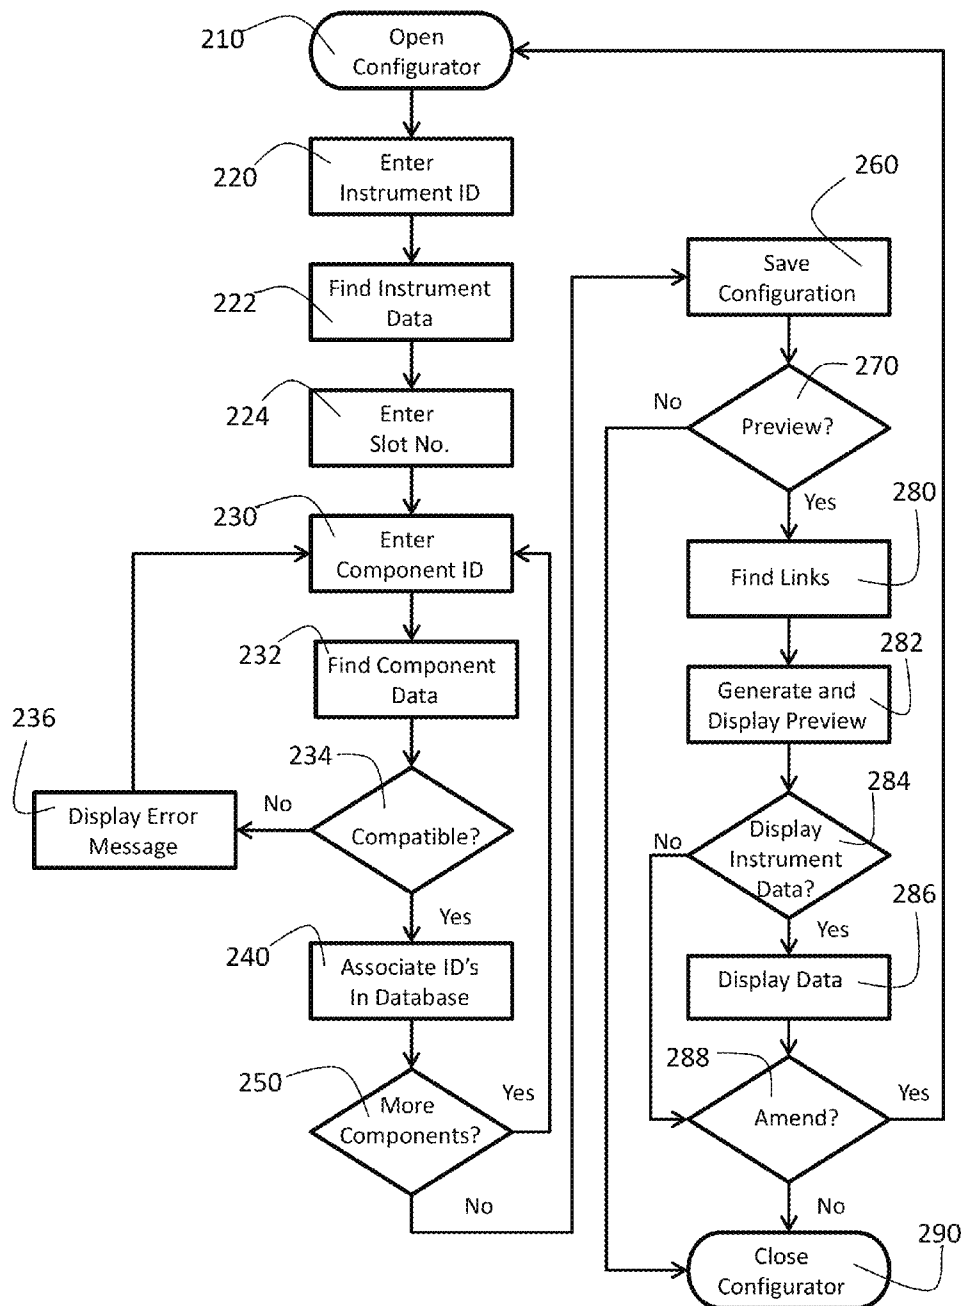 210
Open
Configurator
220
Enter
Instrument ID
222
Find Instrument
Data
224
Enter
Slot No.
230
Enter
Component ID
232
Find Component
Data
234
Compatible?
No
236
Display Error
Message
Yes
240
Associate ID's
In Database
250
More
Components?
Yes
No
260
Save
Configuration
270
Preview?
No
Yes
280
Find Links
282
Generate and
Display Preview
284
Display
Instrument
Data?
No
Yes
286
Display Data
288
Amend?
Yes
No
290
Close
Configurator